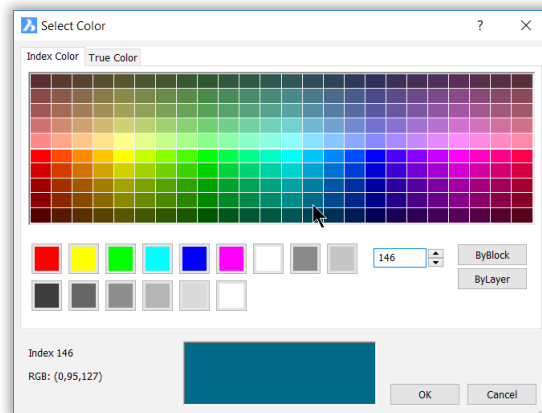 Select Color
?
Index Color True Color
146
ByBlock
ByLayer
Index 146
RGB: (0,95,127)
OK Cancel